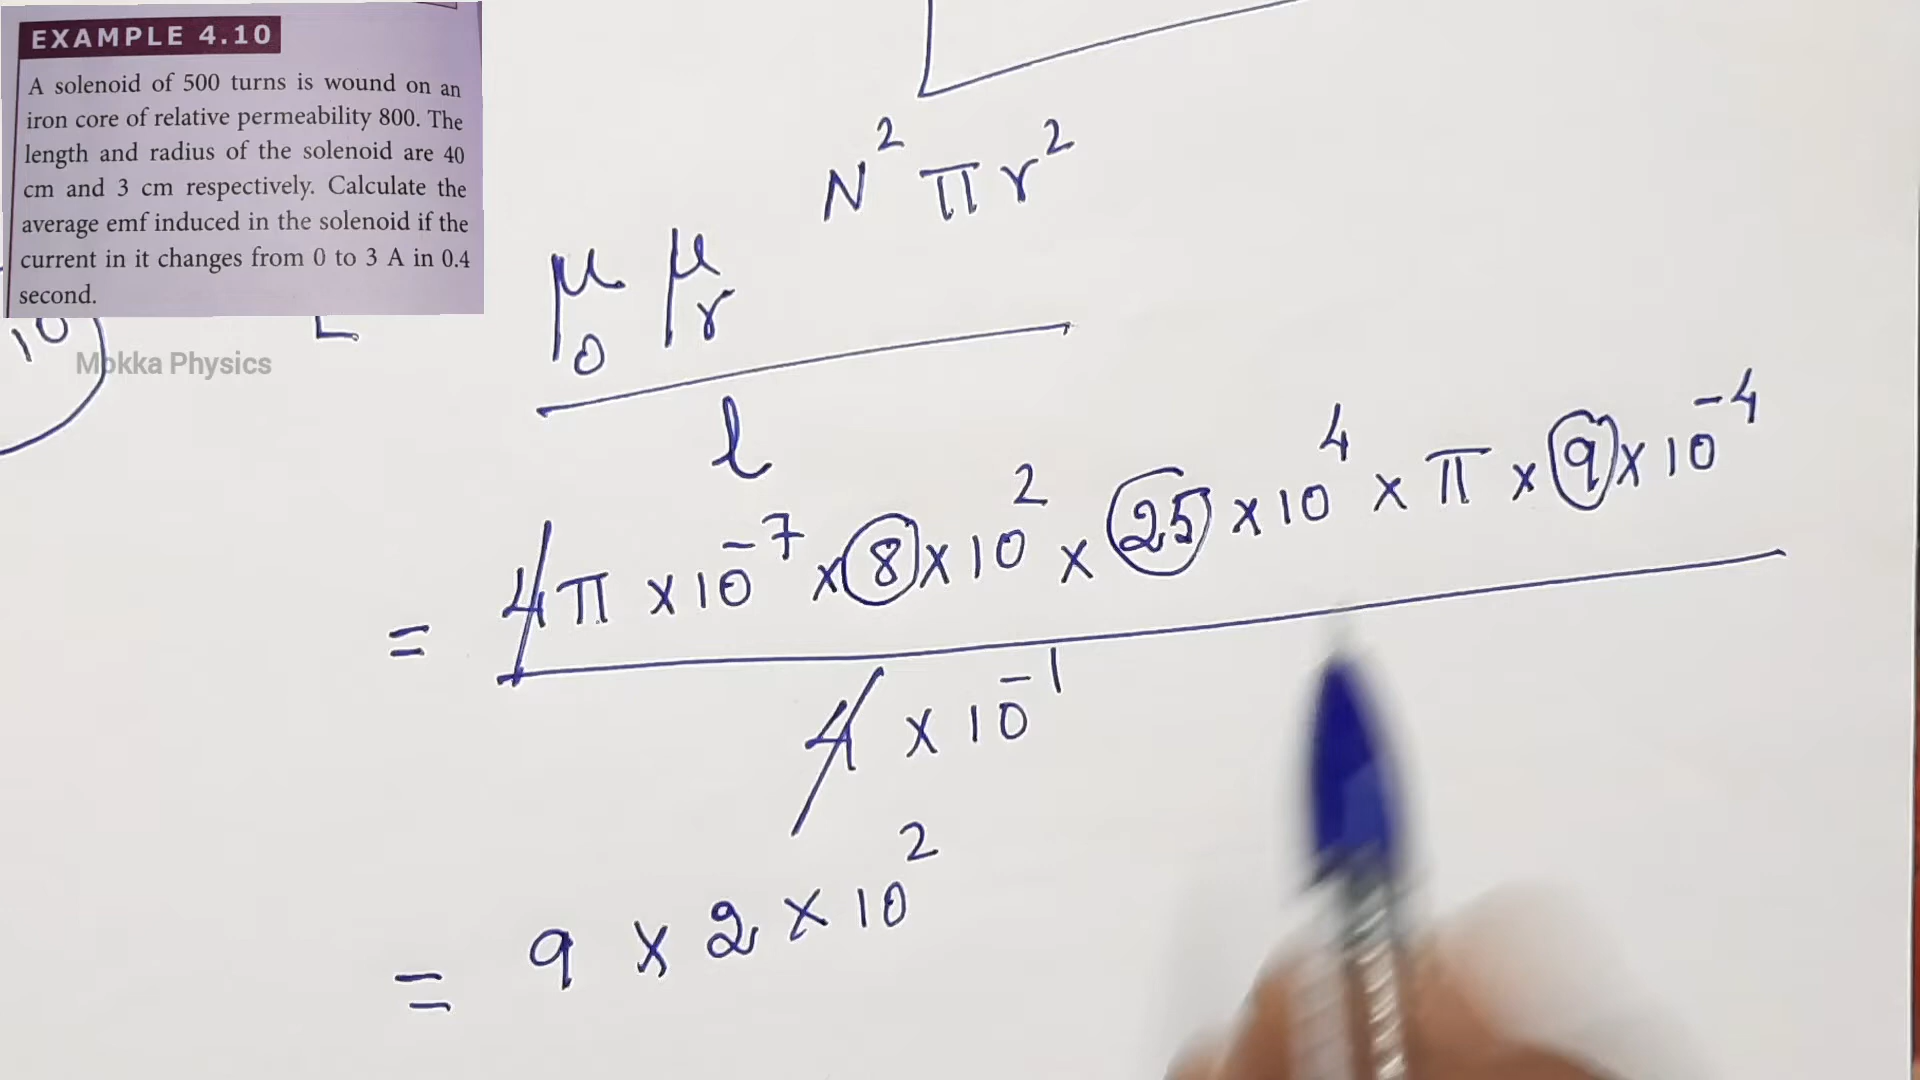 EXAMPLE 4.10
A solenoid of 500 turns is wound on an
iron core of relative permeability 800. The
length and radius of the solenoid are 40
cm and 3 cm respectively. Calculate the
average emf induced in the solenoid if the
current in it changes from 0 to 3 A in 0.4
second.
10
Mokka Physics
μ₀ μᵣ N² π r²
l
= 4π × 10⁻⁷ × 8 × 10² × 25 × 10⁴ × π × 9 × 10⁻⁴
4 × 10⁻¹
= 9 × 2 × 10²